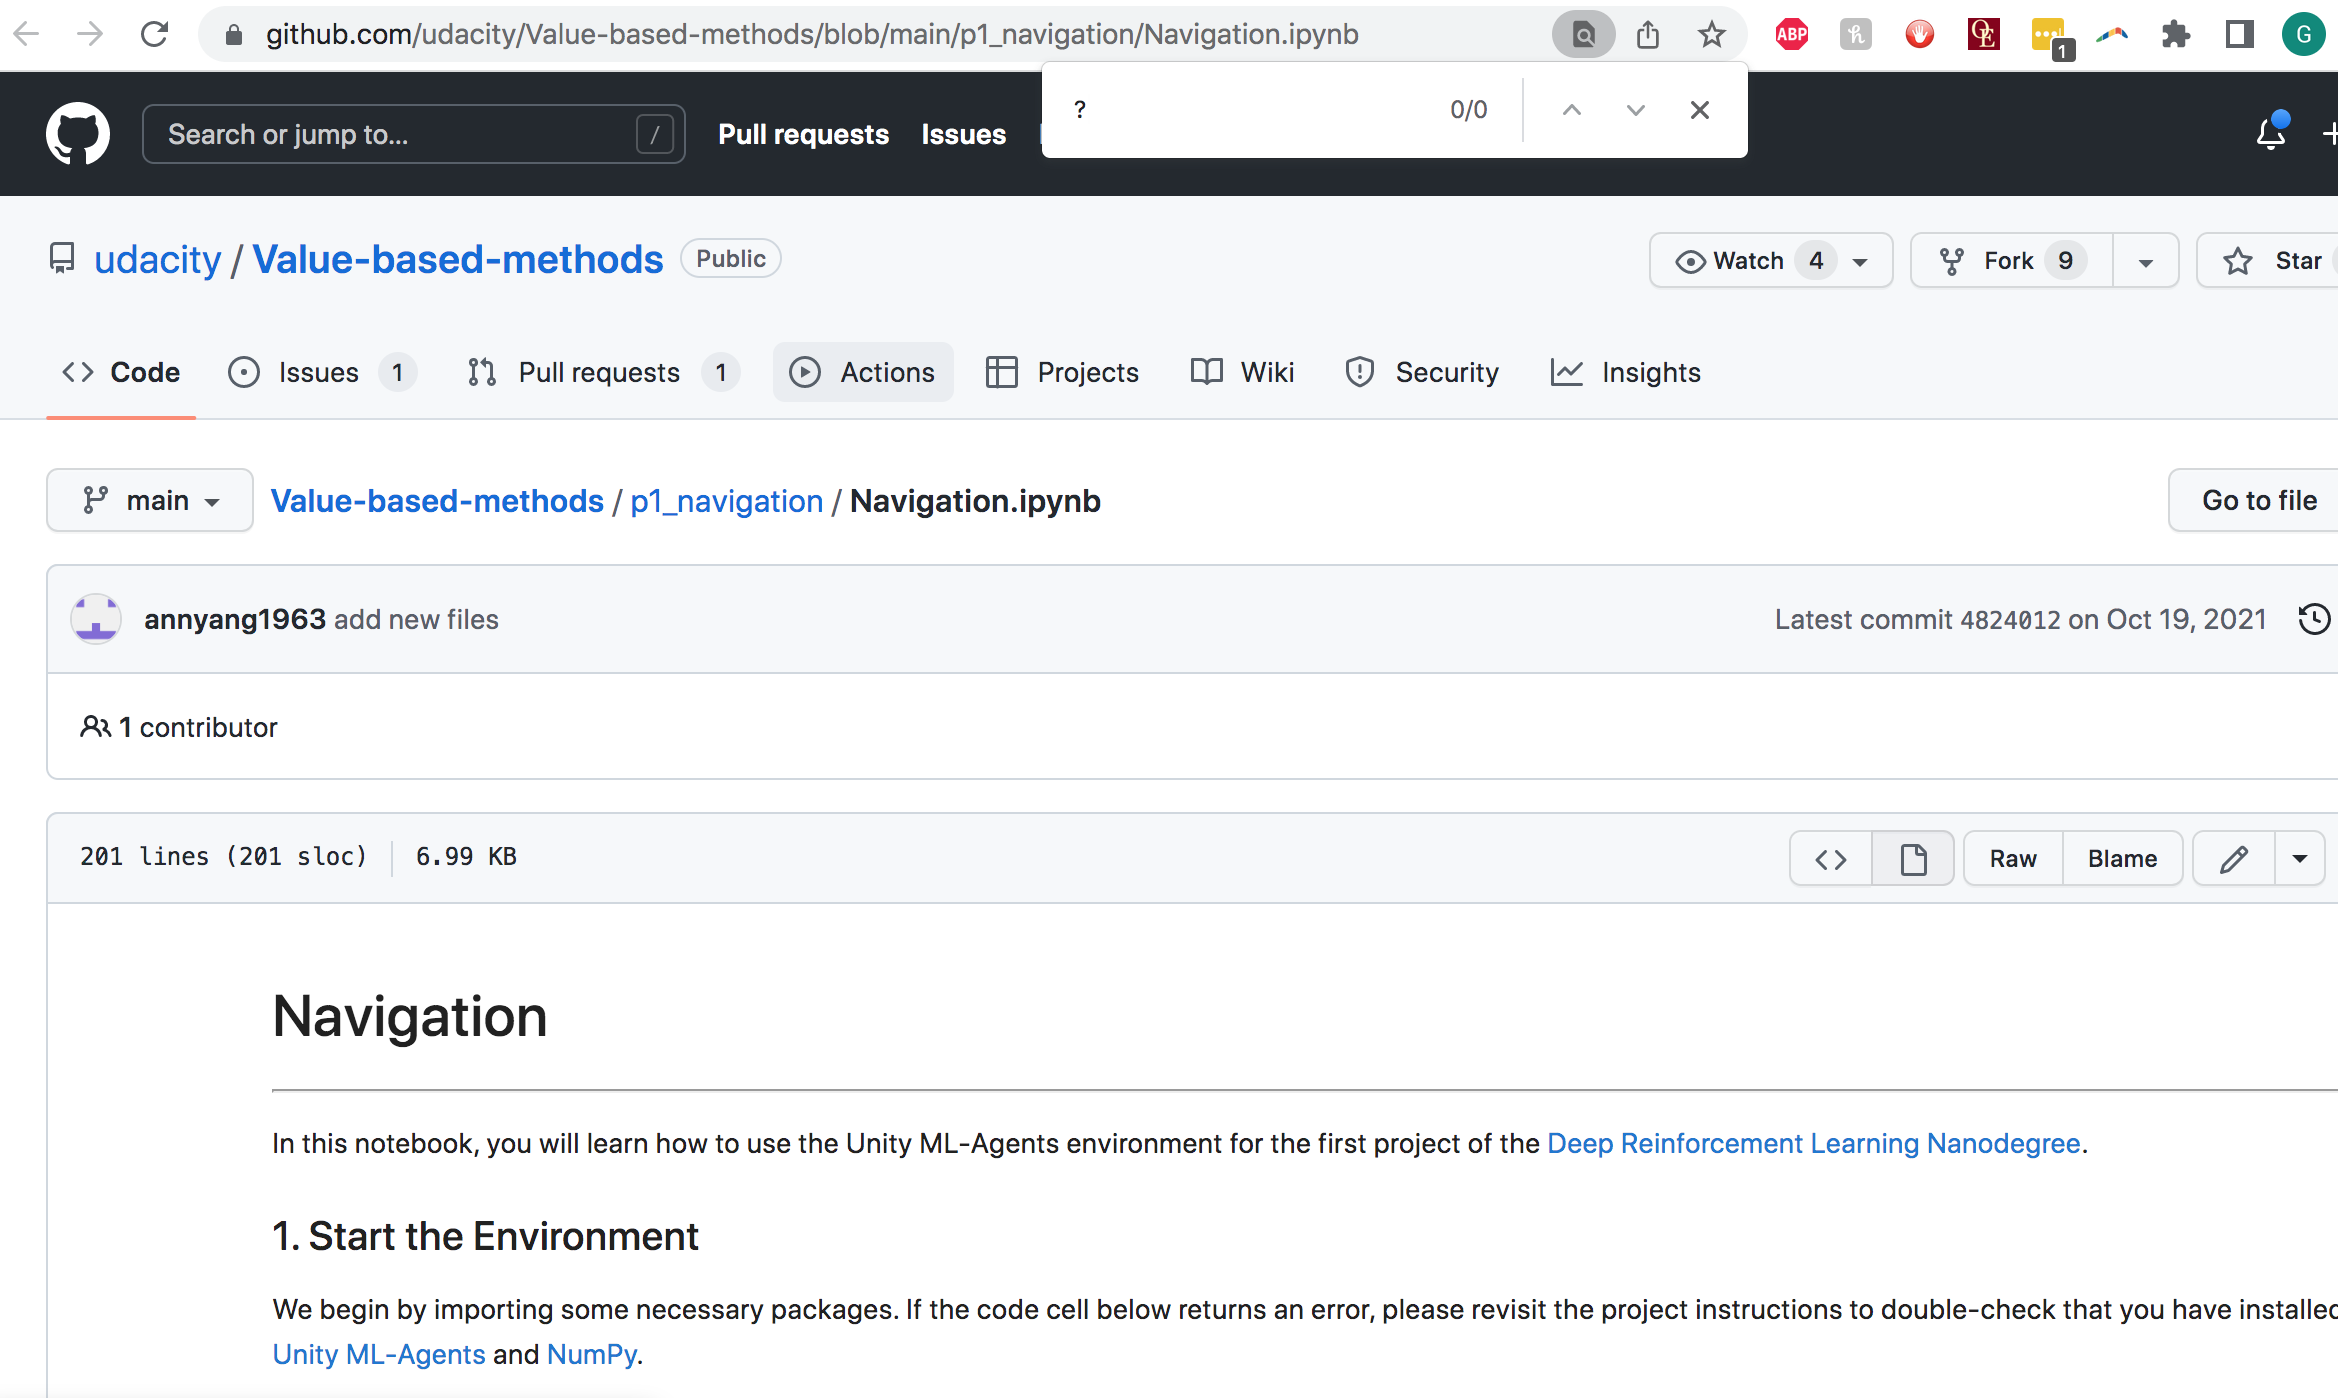 github.com/udacity/Value-based-methods/blob/main/p1_navigation/Navigation.ipynb
ABP
1
G
? 0/0
Search or jump to... /
Pull requests Issues
udacity / Value-based-methods Public
Watch 4 Fork 9 Star
Code Issues 1 Pull requests 1 Actions Projects Wiki Security Insights
main Value-based-methods / p1_navigation / Navigation.ipynb Go to file
annyang1963 add new files Latest commit 4824012 on Oct 19, 2021
1 contributor
201 lines (201 sloc) 6.99 KB Raw Blame
Navigation
In this notebook, you will learn how to use the Unity ML-Agents environment for the first project of the Deep Reinforcement Learning Nanodegree.
1. Start the Environment
We begin by importing some necessary packages. If the code cell below returns an error, please revisit the project instructions to double-check that you have installed
Unity ML-Agents and NumPy.